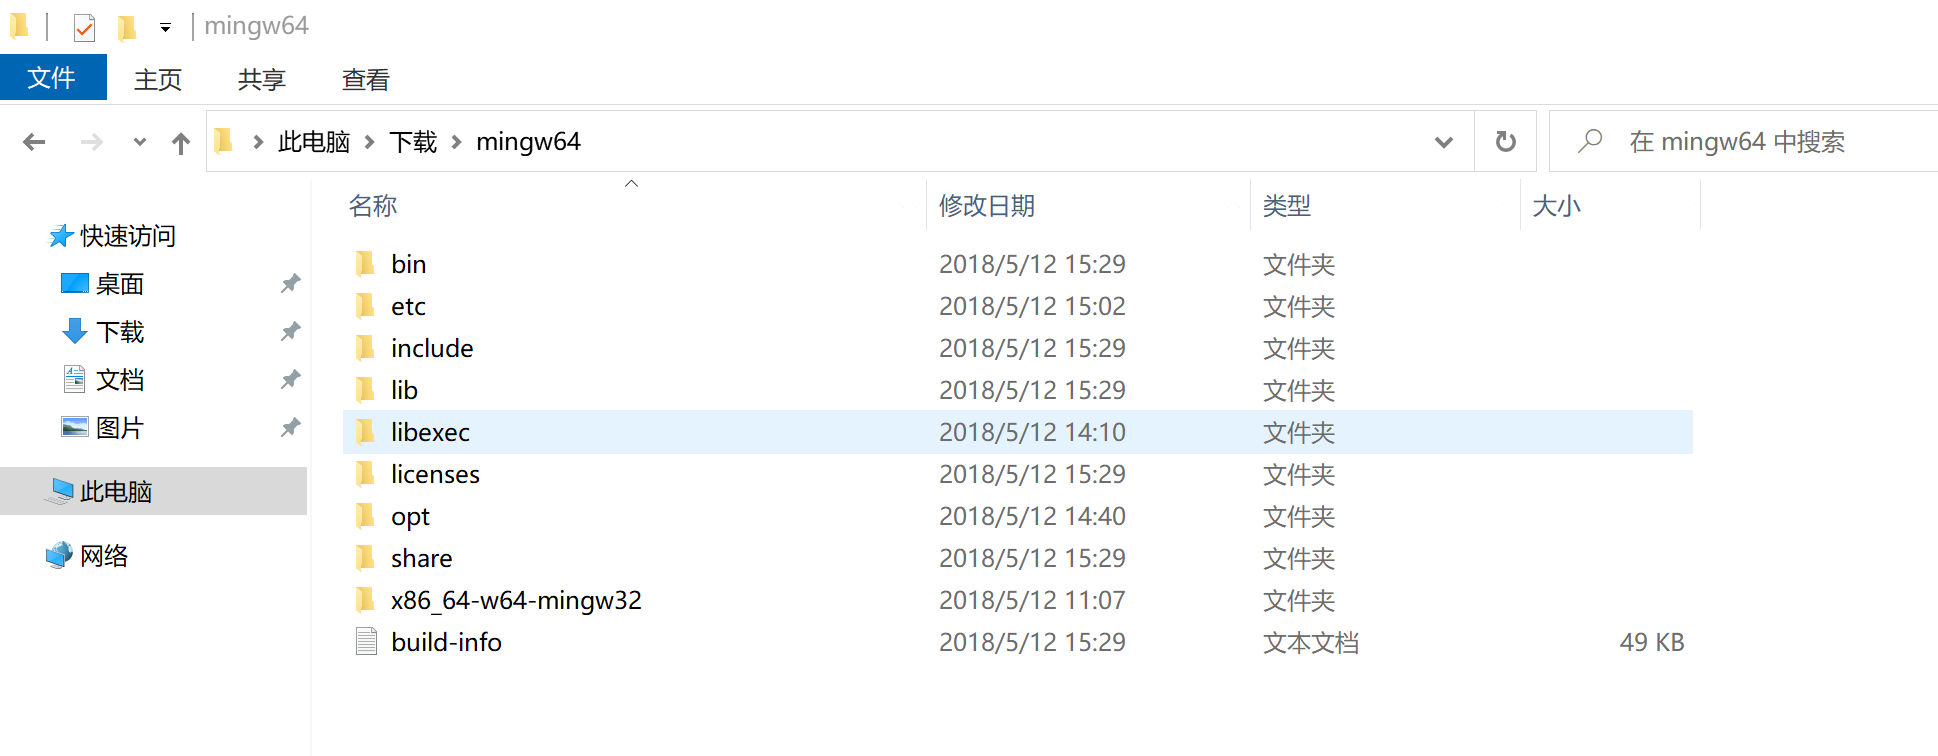 mingw64
文件 主页 共享 查看
此电脑 下载 mingw64 在 mingw64 中搜索
名称 修改日期 类型 大小
快速访问
桌面
下载
文档
图片
此电脑
网络
bin 2018/5/12 15:29 文件夹
etc 2018/5/12 15:02 文件夹
include 2018/5/12 15:29 文件夹
lib 2018/5/12 15:29 文件夹
libexec 2018/5/12 14:10 文件夹
licenses 2018/5/12 15:29 文件夹
opt 2018/5/12 14:40 文件夹
share 2018/5/12 15:29 文件夹
x86_64-w64-mingw32 2018/5/12 11:07 文件夹
build-info 2018/5/12 15:29 文本文档 49 KB